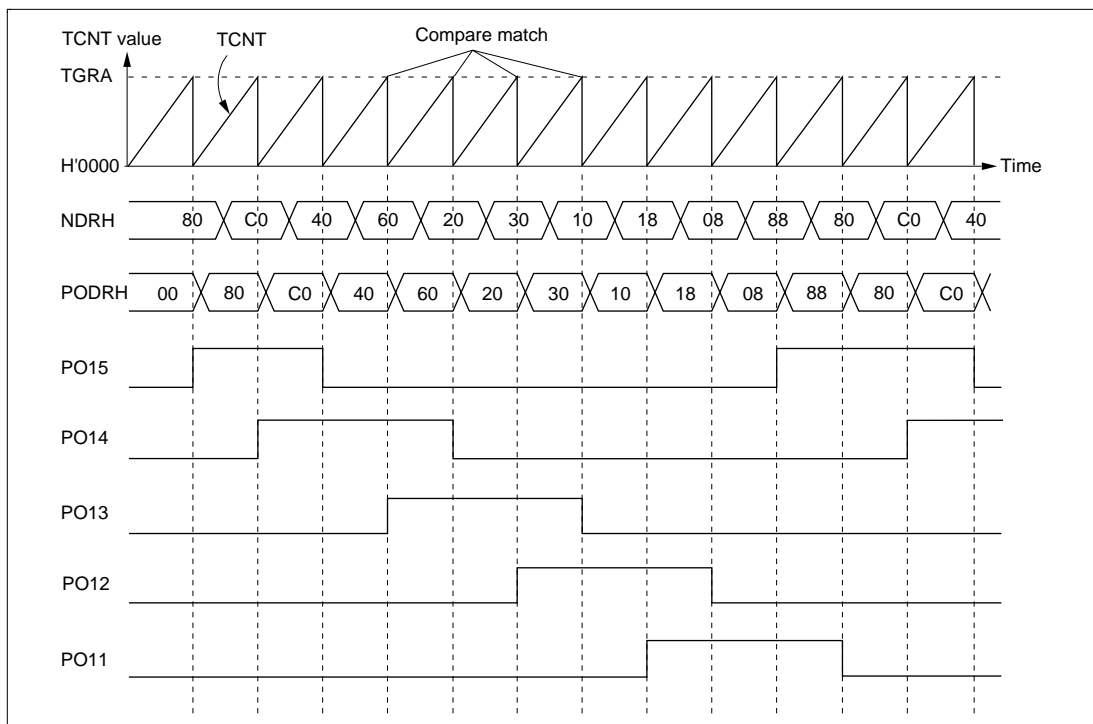 TCNT value
TCNT
Compare match
TGRA
H'0000
Time
NDRH 80 C0 40 60 20 30 10 18 08 88 80 C0 40
PODRH 00 80 C0 40 60 20 30 10 18 08 88 80 C0
PO15
PO14
PO13
PO12
PO11